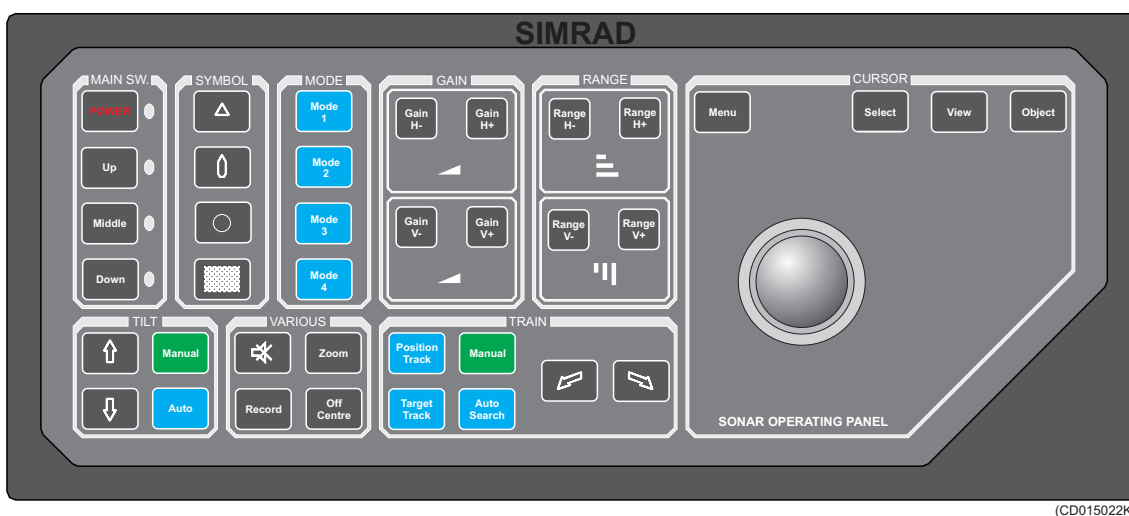 SIMRAD
MAIN SW.
POWER
Up
Middle
Down
SYMBOL
MODE
Mode
1
Mode
2
Mode
3
Mode
4
GAIN
Gain
H-
Gain
H+
Gain
V-
Gain
V+
RANGE
Range
H-
Range
H+
Range
V-
Range
V+
CURSOR
Menu
Select
View
Object
SONAR OPERATING PANEL
TILT
Manual
Auto
VARIOUS
Zoom
Record
Off
Centre
TRAIN
Position
Track
Manual
Target
Track
Auto
Search
(CD015022K